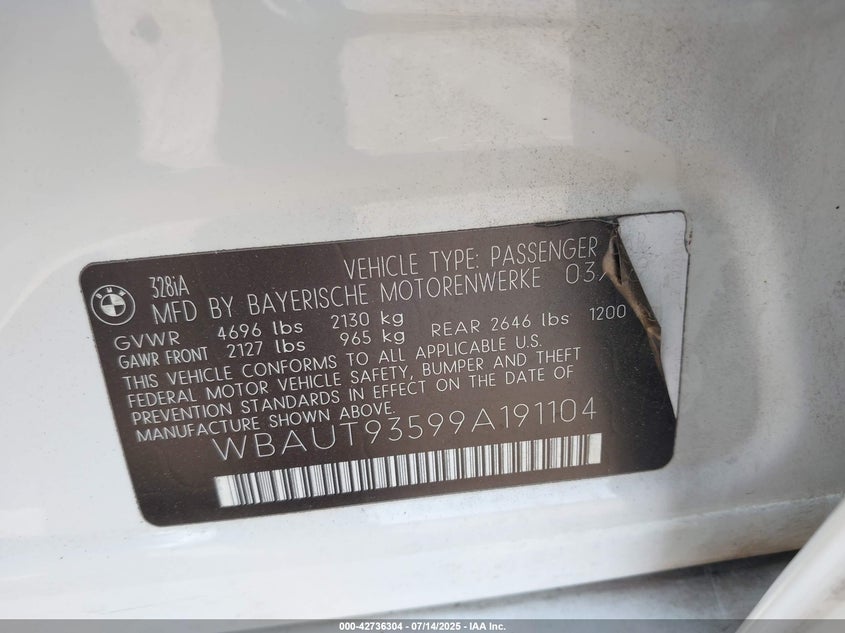 BMW
328iA
VEHICLE TYPE: PASSENGER
MFD BY BAYERISCHE MOTORENWERKE 03/
GVWR 4696 lbs 2130 kg
GAWR FRONT 2127 lbs 965 kg REAR 2646 lbs 1200
THIS VEHICLE CONFORMS TO ALL APPLICABLE U.S.
FEDERAL MOTOR VEHICLE SAFETY, BUMPER AND THEFT
PREVENTION STANDARDS IN EFFECT ON THE DATE OF
MANUFACTURE SHOWN ABOVE.
WBAUT93599A191104
000-42736304 / 07/14/2025 - IAA Inc.